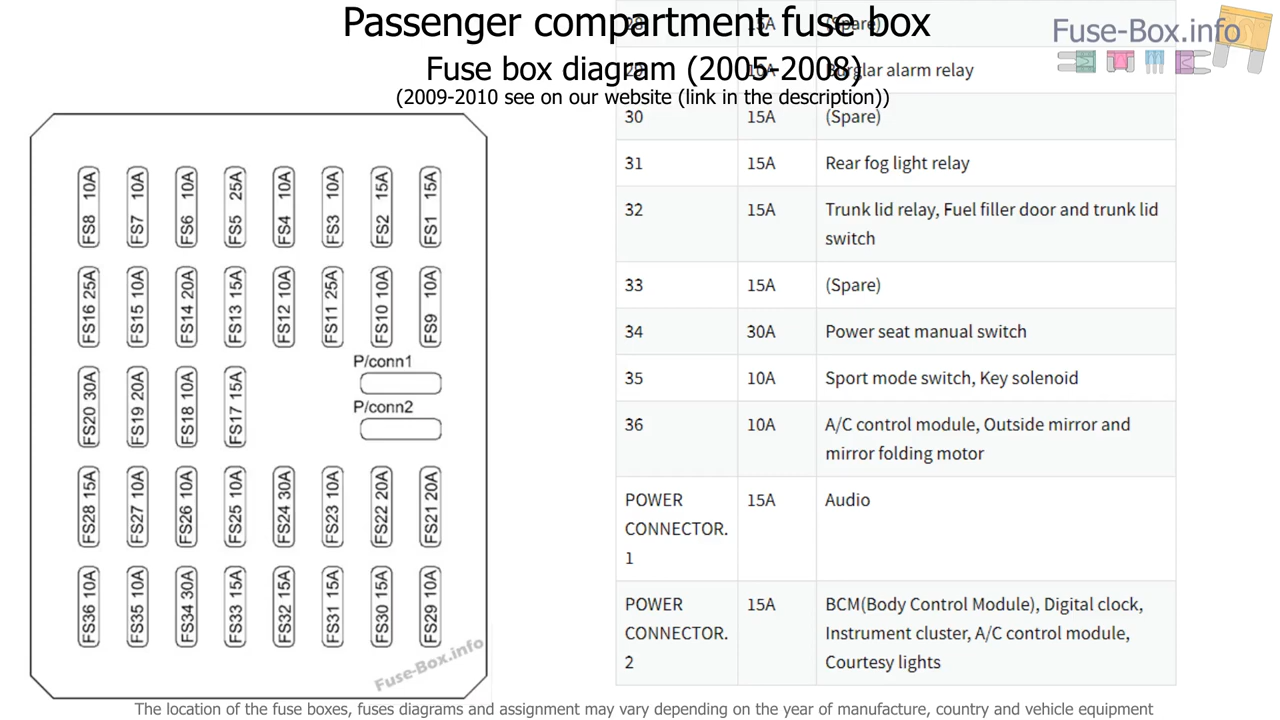 Passenger compartment fuse box
Fuse box diagram (2005-2008)
(2009-2010 see on our website (link in the description))
Fuse-Box.info
FS8 10A
FS7 10A
FS6 10A
FS5 25A
FS4 10A
FS3 10A
FS2 15A
FS1 15A
FS16 25A
FS15 10A
FS14 20A
FS13 15A
FS12 10A
FS11 25A
FS10 10A
FS9 10A
P/conn1
P/conn2
FS20 30A
FS19 20A
FS18 10A
FS17 15A
FS28 15A
FS27 10A
FS26 10A
FS25 10A
FS24 30A
FS23 10A
FS22 20A
FS21 20A
FS36 10A
FS35 10A
FS34 30A
FS33 15A
FS32 15A
FS31 15A
FS30 15A
FS29 10A
Fuse-Box.info
28 15A (Spare)
29 10A Burglar alarm relay
30 15A (Spare)
31 15A Rear fog light relay
32 15A Trunk lid relay, Fuel filler door and trunk lid
switch
33 15A (Spare)
34 30A Power seat manual switch
35 10A Sport mode switch, Key solenoid
36 10A A/C control module, Outside mirror and
mirror folding motor
POWER 15A Audio
CONNECTOR.
1
POWER 15A BCM(Body Control Module), Digital clock,
CONNECTOR. Instrument cluster, A/C control module,
2 Courtesy lights
The location of the fuse boxes, fuses diagrams and assignment may vary depending on the year of manufacture, country and vehicle equipment